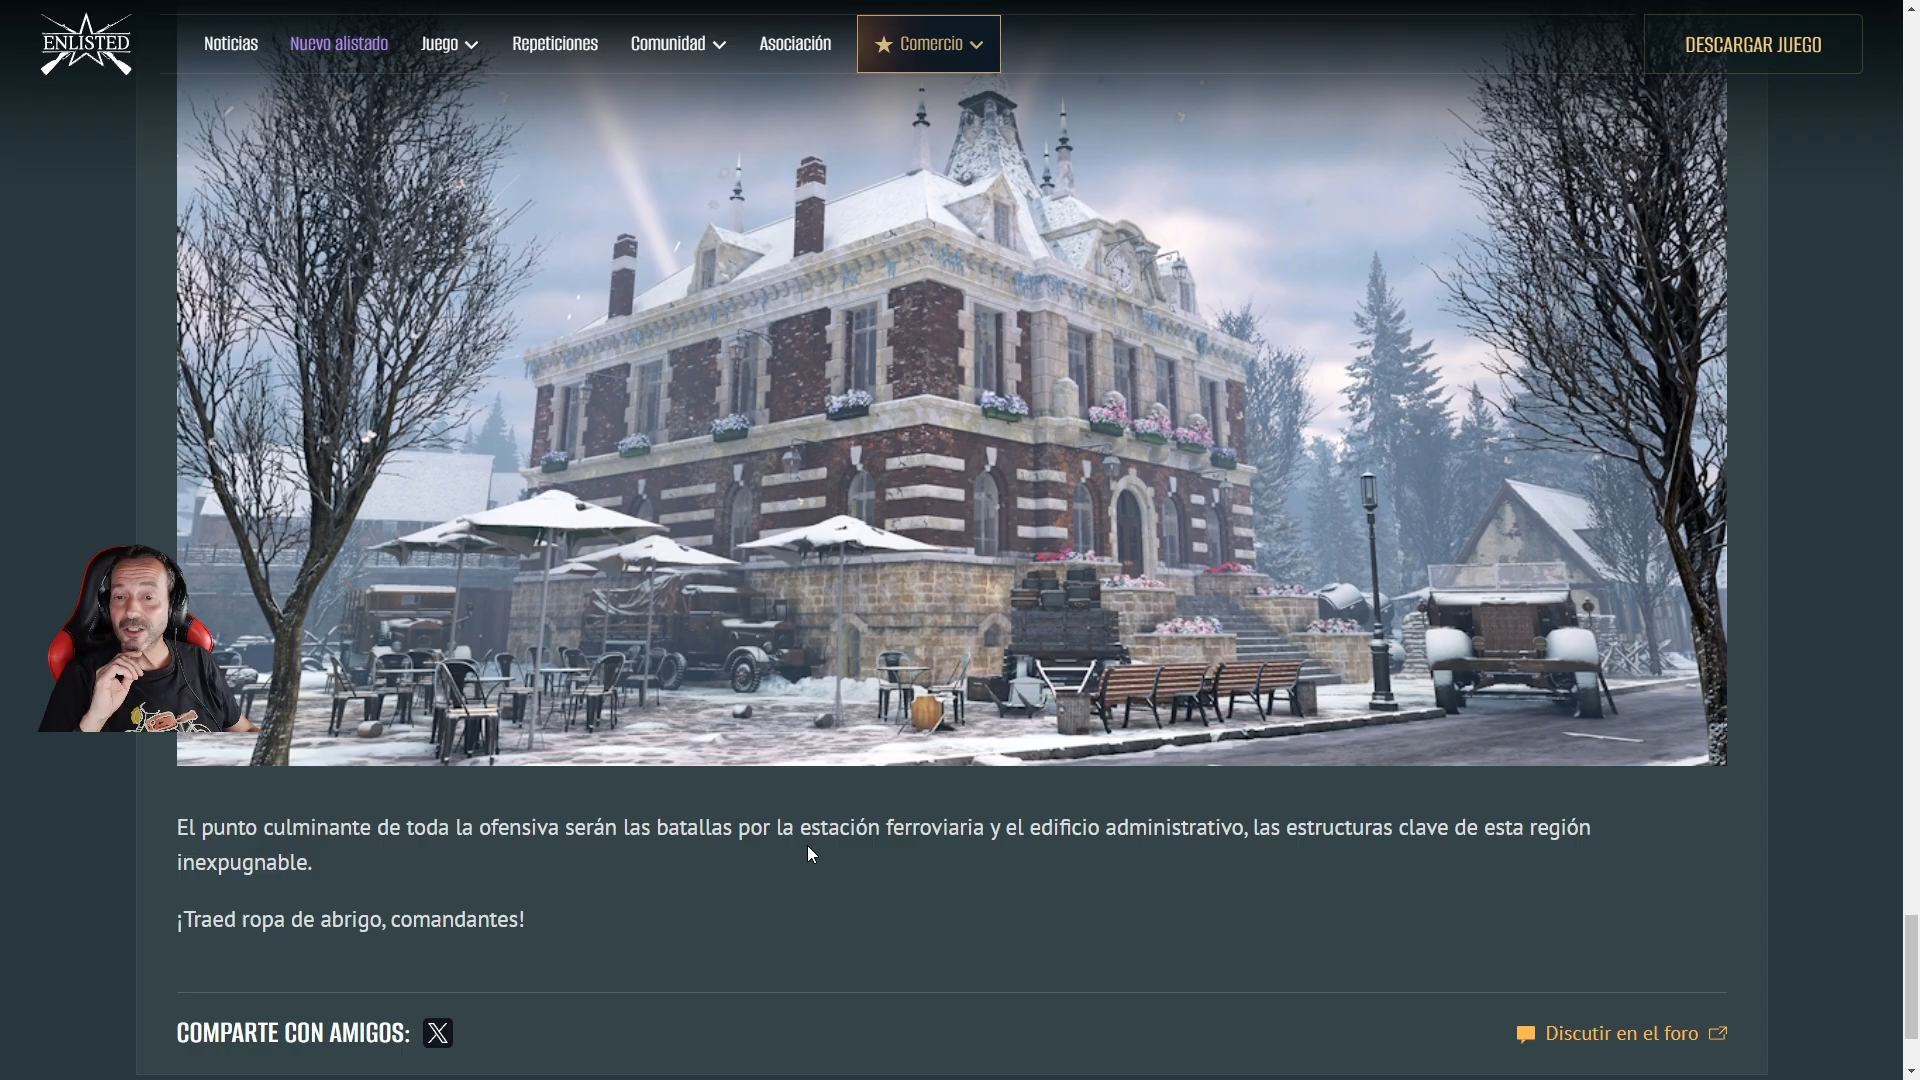 ENLISTED
Noticias
Nuevo alistado
Juego
Repeticiones
Comunidad
Asociación
Comercio
DESCARGAR JUEGO
El punto culminante de toda la ofensiva serán las batallas por la estación ferroviaria y el edificio administrativo, las estructuras clave de esta región
inexpugnable.
¡Traed ropa de abrigo, comandantes!
COMPARTE CON AMIGOS:
Discutir en el foro